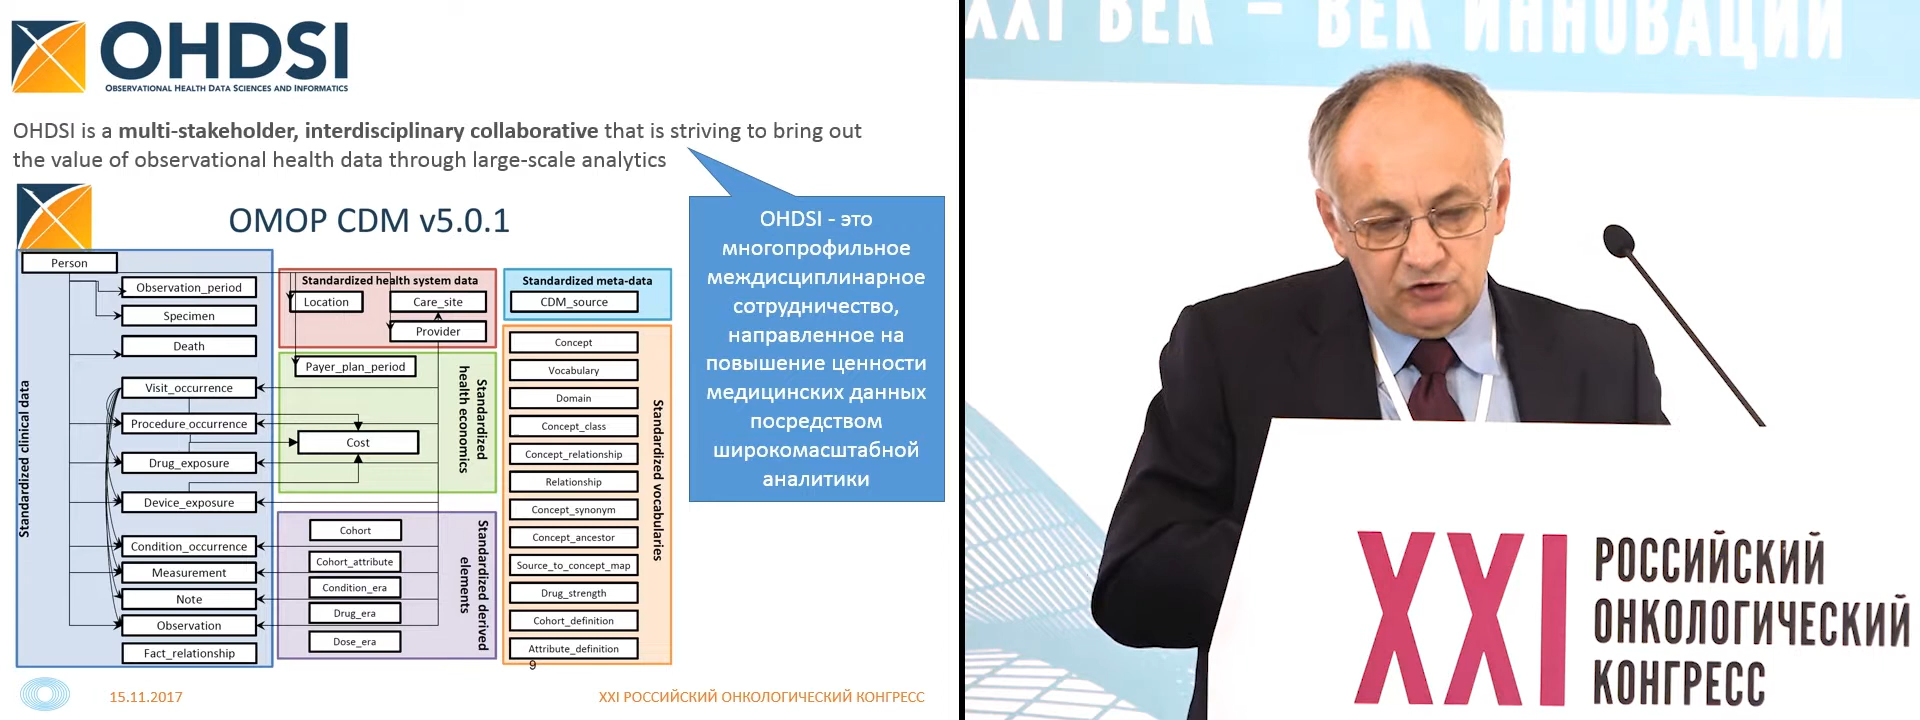 OHDSI
OBSERVATIONAL HEALTH DATA SCIENCES AND INFORMATICS
OHDSI is a multi-stakeholder, interdisciplinary collaborative that is striving to bring out
the value of observational health data through large-scale analytics
OMOP CDM v5.0.1
OHDSI - это
многопрофильное
междисциплинарное
сотрудничество,
направленное на
повышение ценности
медицинских данных
посредством
широкомасштабной
аналитики
Standardized clinical data
Person
Observation_period
Specimen
Death
Visit_occurrence
Procedure_occurrence
Drug_exposure
Device_exposure
Condition_occurrence
Measurement
Note
Observation
Fact_relationship
Standardized health system data
Location
Care_site
Provider
Standardized
health economics
Payer_plan_period
Cost
Standardized derived
elements
Cohort
Cohort_attribute
Condition_era
Drug_era
Dose_era
Standardized meta-data
CDM_source
Standardized vocabularies
Concept
Vocabulary
Domain
Concept_class
Concept_relationship
Relationship
Concept_synonym
Concept_ancestor
Source_to_concept_map
Drug_strength
Cohort_definition
Attribute_definition
9
15.11.2017
XXI РОССИЙСКИЙ ОНКОЛОГИЧЕСКИЙ КОНГРЕСС
XXI ВЕК – ВЕК ИННОВАЦИЙ
XXI
РОССИЙСКИЙ
ОНКОЛОГИЧЕСКИЙ
КОНГРЕСС